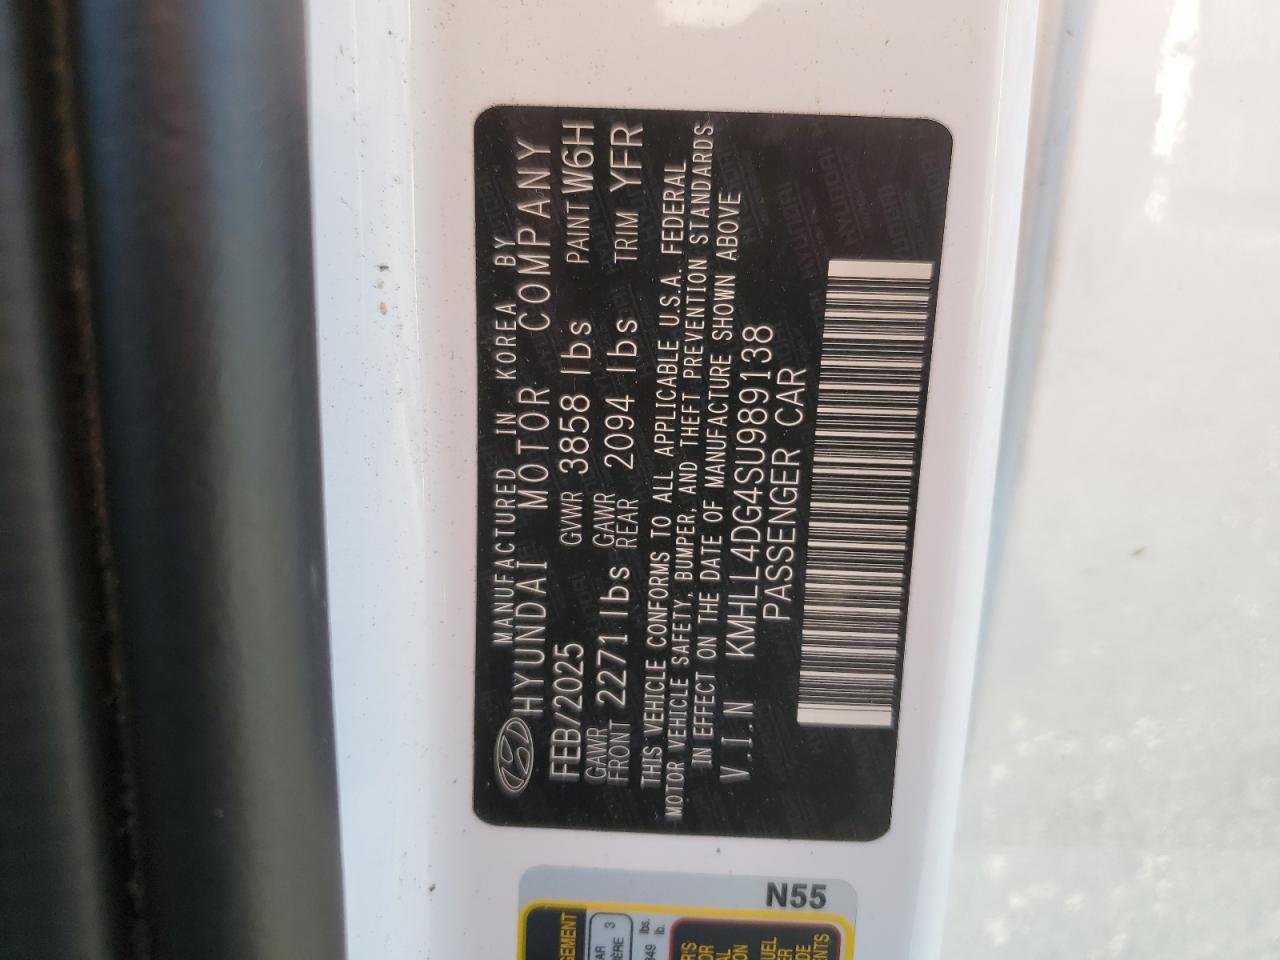 MANUFACTURED IN KOREA BY
HYUNDAI MOTOR COMPANY
FEB/2025 GVWR 3858 lbs PAINT W6H
GAWR FRONT 2271 lbs GAWR REAR 2094 lbs TRIM YFR
THIS VEHICLE CONFORMS TO ALL APPLICABLE U.S.A. FEDERAL
MOTOR VEHICLE SAFETY, BUMPER, AND THEFT PREVENTION STANDARDS
IN EFFECT ON THE DATE OF MANUFACTURE SHOWN ABOVE
V.I.N KMHLL4DG4SU989138
PASSENGER CAR
N55